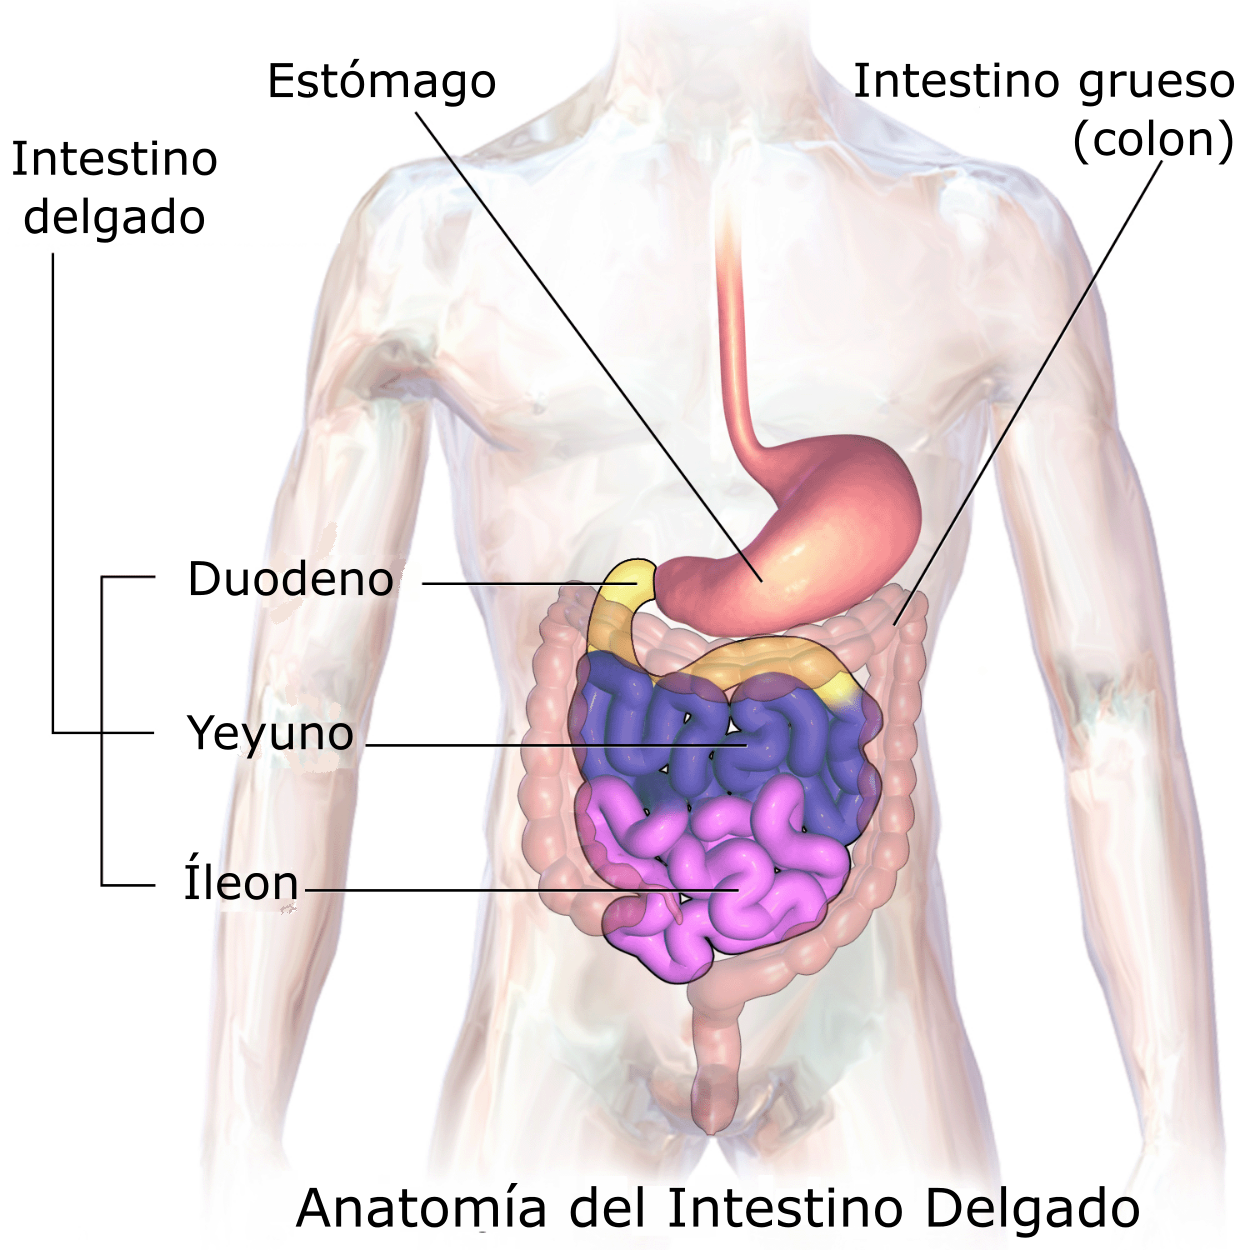 Estómago
Intestino grueso
(colon)
Intestino
delgado
Duodeno
Yeyuno
Íleon
Anatomía del Intestino Delgado